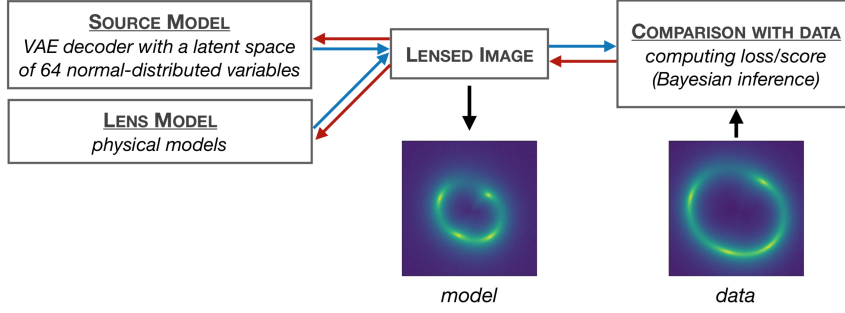 SOURCE MODEL
VAE decoder with a latent space
of 64 normal-distributed variables
LENS MODEL
physical models
LENSED IMAGE
COMPARISON WITH DATA
computing loss/score
(Bayesian inference)
model
data